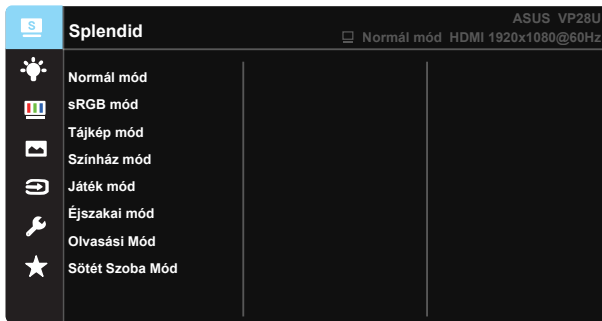 S
Splendid
ASUS VP28U
Normál mód HDMI 1920x1080@60Hz
Normál mód
sRGB mód
Tájkép mód
Színház mód
Játék mód
Éjszakai mód
Olvasási Mód
Sötét Szoba Mód